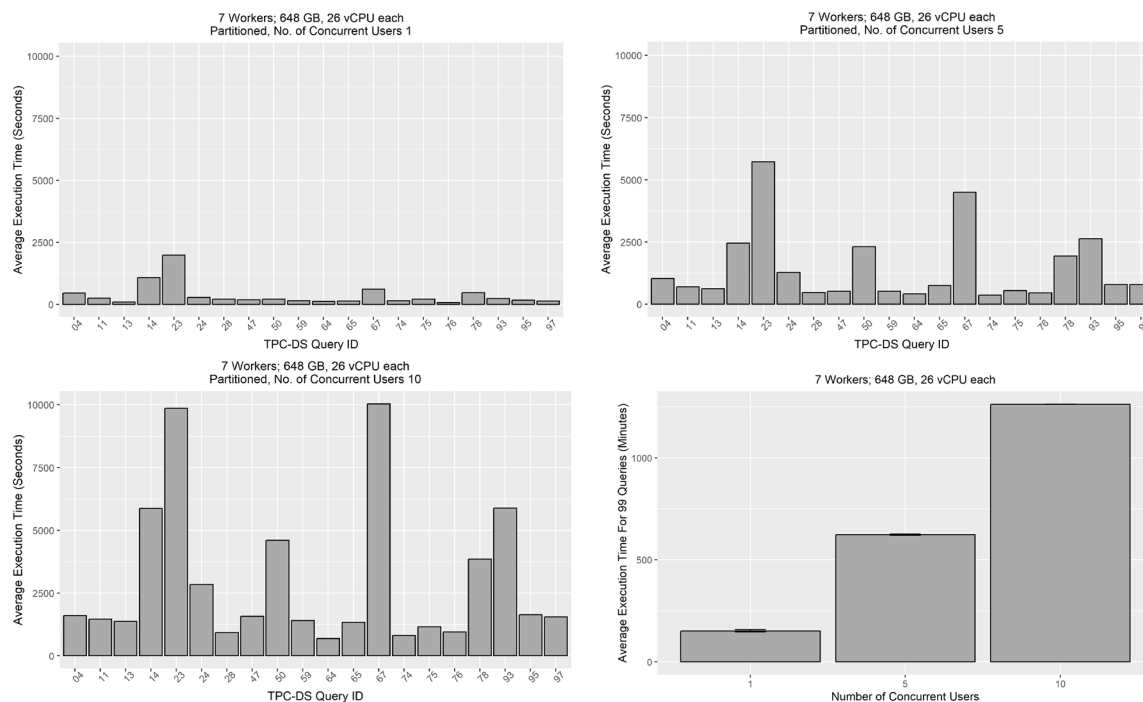 7 Workers; 648 GB, 26 vCPU each
Partitioned, No. of Concurrent Users 1
Average Execution Time (Seconds)
10000
7500
5000
2500
0
04 11 13 14 23 24 28 47 50 59 64 65 67 74 75 76 78 93 95 97
TPC-DS Query ID
7 Workers; 648 GB, 26 vCPU each
Partitioned, No. of Concurrent Users 5
Average Execution Time (Seconds)
10000
7500
5000
2500
0
04 11 13 14 23 24 28 47 50 59 64 65 67 74 75 76 78 93 95
TPC-DS Query ID
7 Workers; 648 GB, 26 vCPU each
Partitioned, No. of Concurrent Users 10
Average Execution Time (Seconds)
10000
7500
5000
2500
0
04 11 13 14 23 24 28 47 50 59 64 65 67 74 75 76 78 93 95 97
TPC-DS Query ID
7 Workers; 648 GB, 26 vCPU each
Average Execution Time For 99 Queries (Minutes)
1000
500
0
1 5 10
Number of Concurrent Users